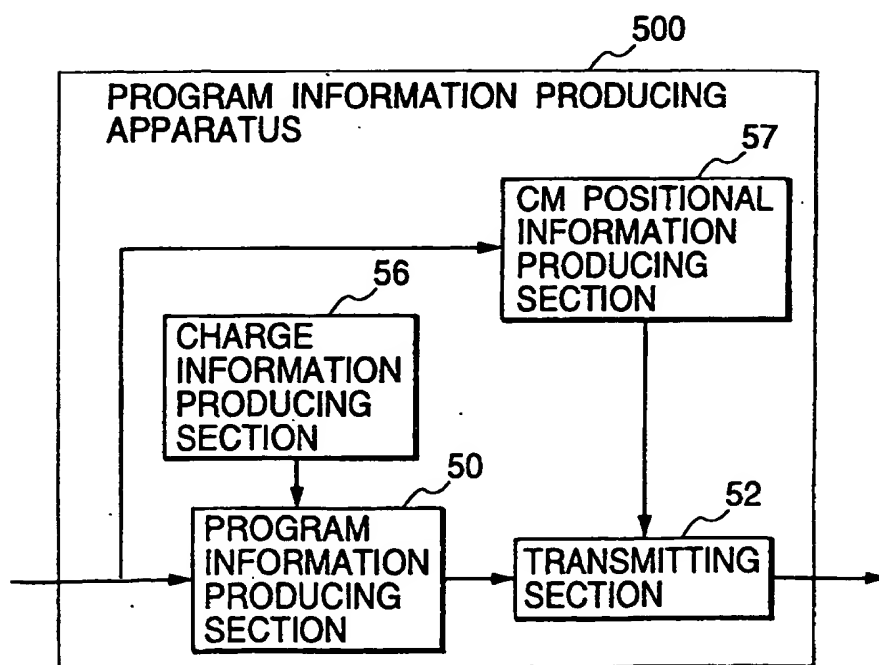 500
PROGRAM INFORMATION PRODUCING
APPARATUS
57
CM POSITIONAL
INFORMATION
PRODUCING
SECTION
56
CHARGE
INFORMATION
PRODUCING
SECTION
50
PROGRAM
INFORMATION
PRODUCING
SECTION
52
TRANSMITTING
SECTION